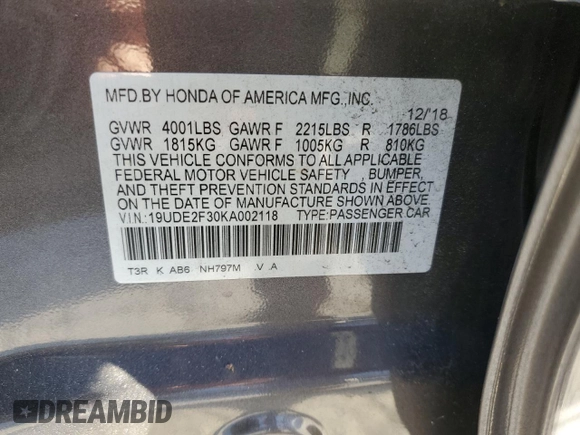 MFD.BY HONDA OF AMERICA MFG.,INC.
12/'18
GVWR 4001LBS GAWR F 2215LBS R 1786LBS
GVWR 1815KG GAWR F 1005KG R 810KG
THIS VEHICLE CONFORMS TO ALL APPLICABLE
FEDERAL MOTOR VEHICLE SAFETY , BUMPER,
AND THEFT PREVENTION STANDARDS IN EFFECT
ON THE DATE OF MANUFACTURE SHOWN ABOVE.
V.I.N.:19UDE2F30KA002118 TYPE:PASSENGER CAR
T3R K AB6 NH797M .V .A
DREAMBID